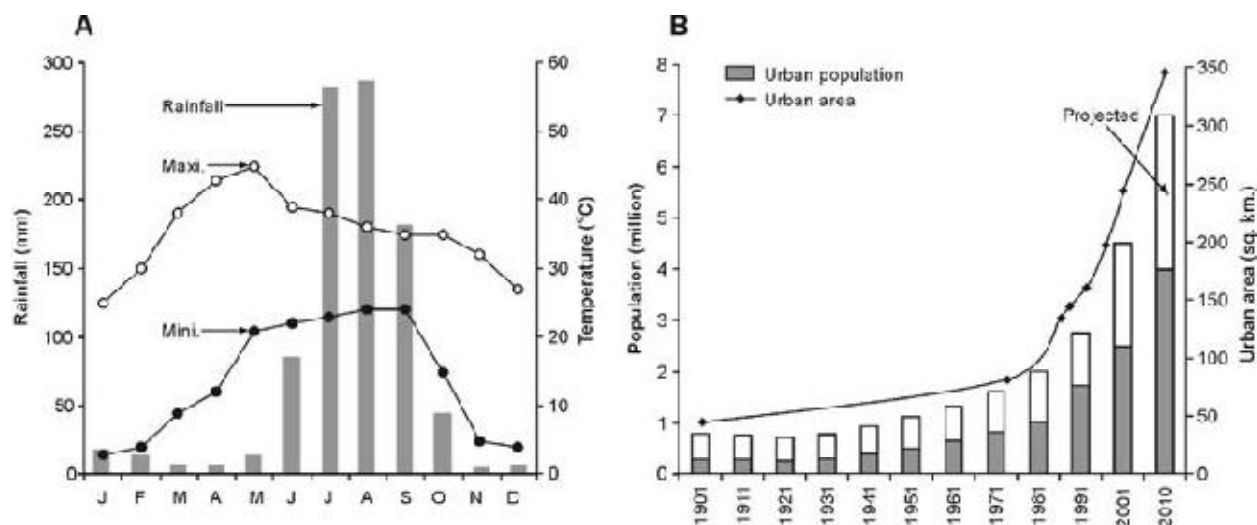 A
300
250
200
150
100
50
0
Rainfall (mm)
60
50
40
30
20
10
0
Temperature (°C)
Rainfall
Maxi.
Mini.
J F M A M J J A S O N D
B
8
7
6
5
4
3
2
1
0
Population (million)
350
300
250
200
150
100
50
0
Urban area (sq. km.)
Urban population
Urban area
Projected
1901 1911 1921 1931 1941 1951 1961 1971 1981 1991 2001 2010